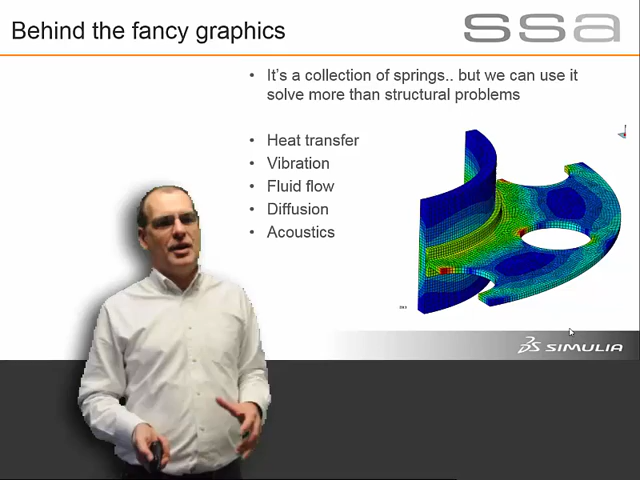 Behind the fancy graphics
ssa
• It's a collection of springs.. but we can use it
solve more than structural problems
• Heat transfer
• Vibration
• Fluid flow
• Diffusion
• Acoustics
SIMULIA